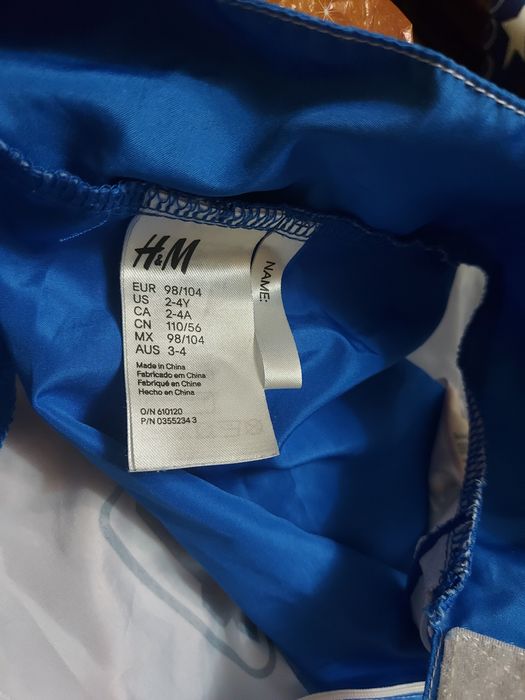 H&M
NAME:
EUR 98/104
US 2-4Y
CA 2-4A
CN 110/56
MX 98/104
AUS 3-4
Made in China
Fabricado em China
Fabriqué en Chine
Hecho en China
O/N 610120
P/N 0355234 3